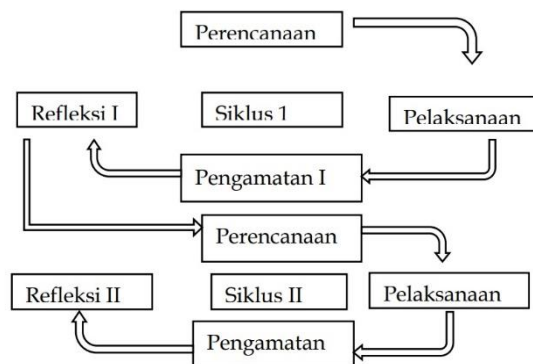 Perencanaan
Refleksi I
Siklus 1
Pelaksanaan
Pengamatan I
Perencanaan
Refleksi II
Siklus II
Pelaksanaan
Pengamatan